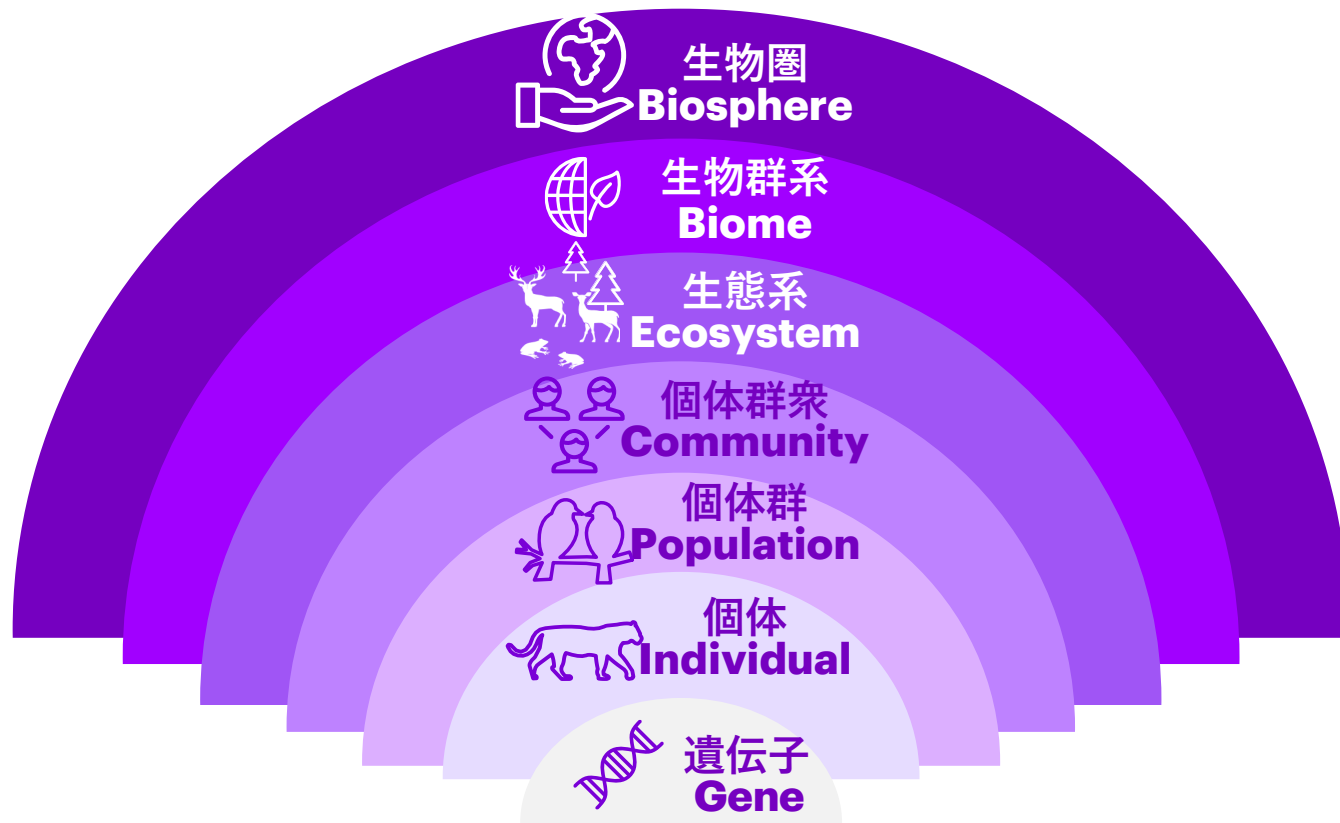 生物圏
Biosphere
生物群系
Biome
生態系
Ecosystem
個体群衆
Community
個体群
Population
個体
Individual
遺伝子
Gene